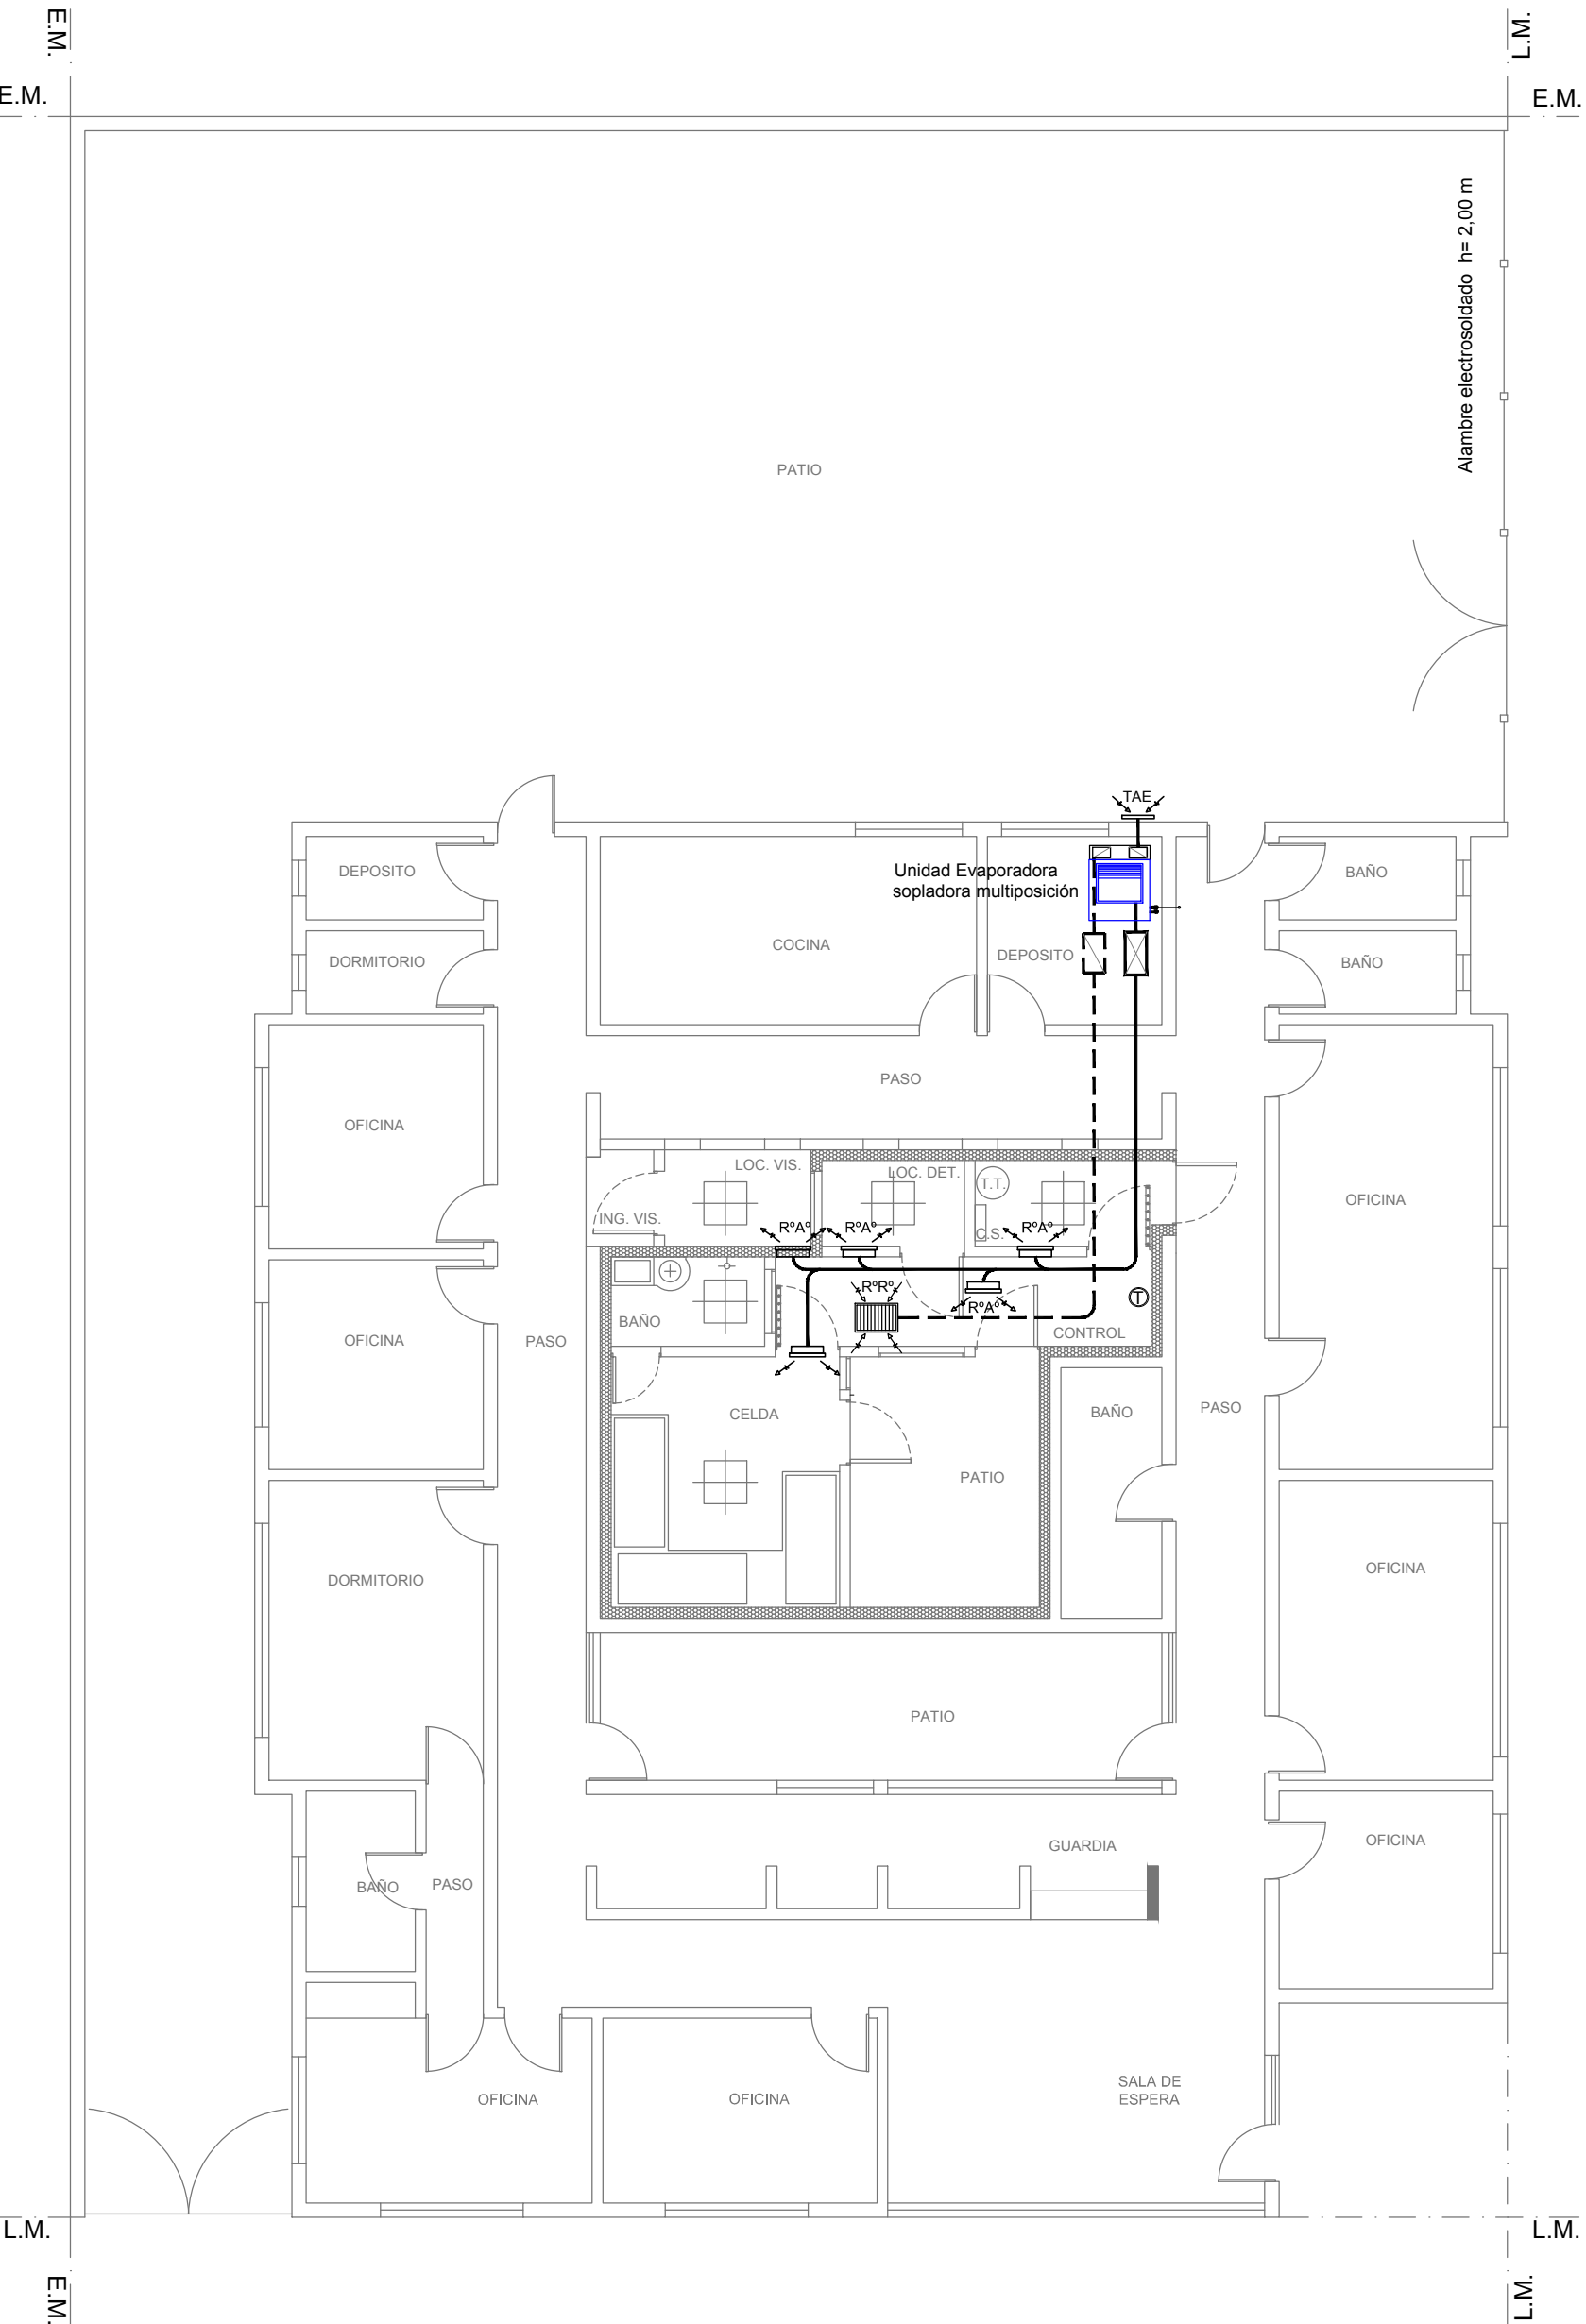 E.M.
L.M.
E.M.
E.M.
Alambre electrosoldado h= 2,00 m
PATIO
TAE
DEPOSITO
Unidad Evaporadora
sopladora multiposición
BAÑO
COCINA
DEPOSITO
DORMITORIO
BAÑO
PASO
OFICINA
LOC. VIS.
LOC. DET.
T.T.
OFICINA
ING. VIS.
RºAº
RºAº
C.S.
RºAº
RºRº
RºAº
T
BAÑO
CONTROL
OFICINA
PASO
CELDA
BAÑO
PASO
PATIO
DORMITORIO
OFICINA
PATIO
GUARDIA
OFICINA
BAÑO
PASO
OFICINA
OFICINA
SALA DE
ESPERA
L.M.
L.M.
E.M.
L.M.